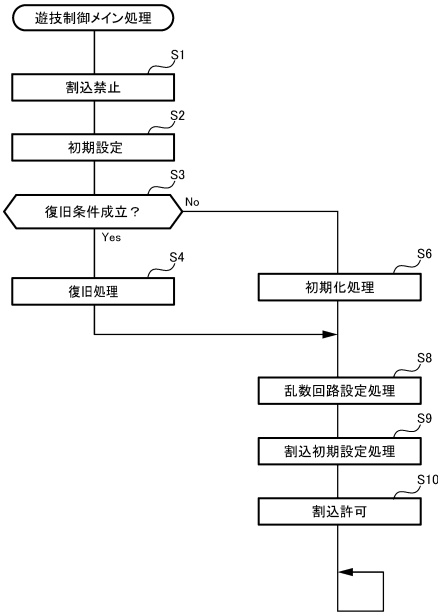 遊技制御メイン処理
S1
割込禁止
S2
初期設定
S3
復旧条件成立？
No
Yes
S4
復旧処理
S6
初期化処理
S8
乱数回路設定処理
S9
割込初期設定処理
S10
割込許可